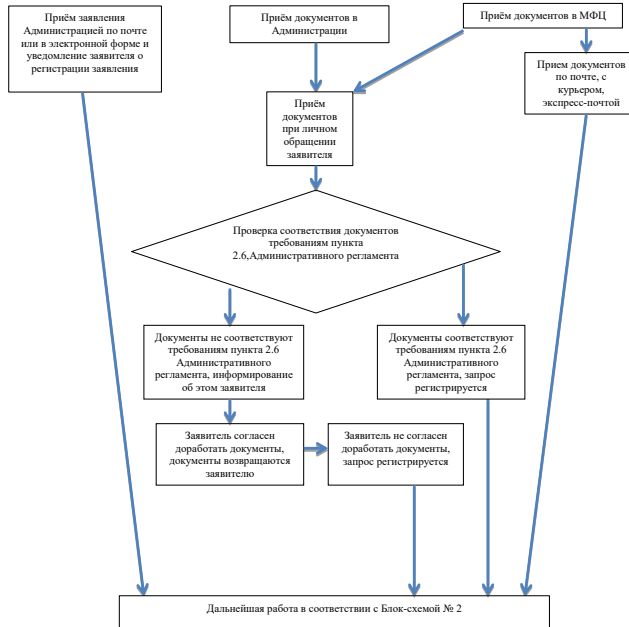 Приём заявления
Администрацией по почте
или в электронной форме и
уведомление заявителя о
регистрации заявления
Приём документов в
Администрации
Приём документов в МФЦ
Прием документов
по почте, с
курьером,
экспресс-почтой
Приём
документов
при личном
обращении
заявителя
Проверка соответствия документов
требованиям пункта
2.6,Административного регламента
Документы не соответствуют
требованиям пункта 2.6
Административного
регламента, информирование
об этом заявителя
Документы соответствуют
требованиям пункта 2.6
Административного
регламента, запрос
регистрируется
Заявитель согласен
доработать документы,
документы возвращаются
заявителю
Заявитель не согласен
доработать документы,
запрос регистрируется
Дальнейшая работа в соответствии с Блок-схемой № 2